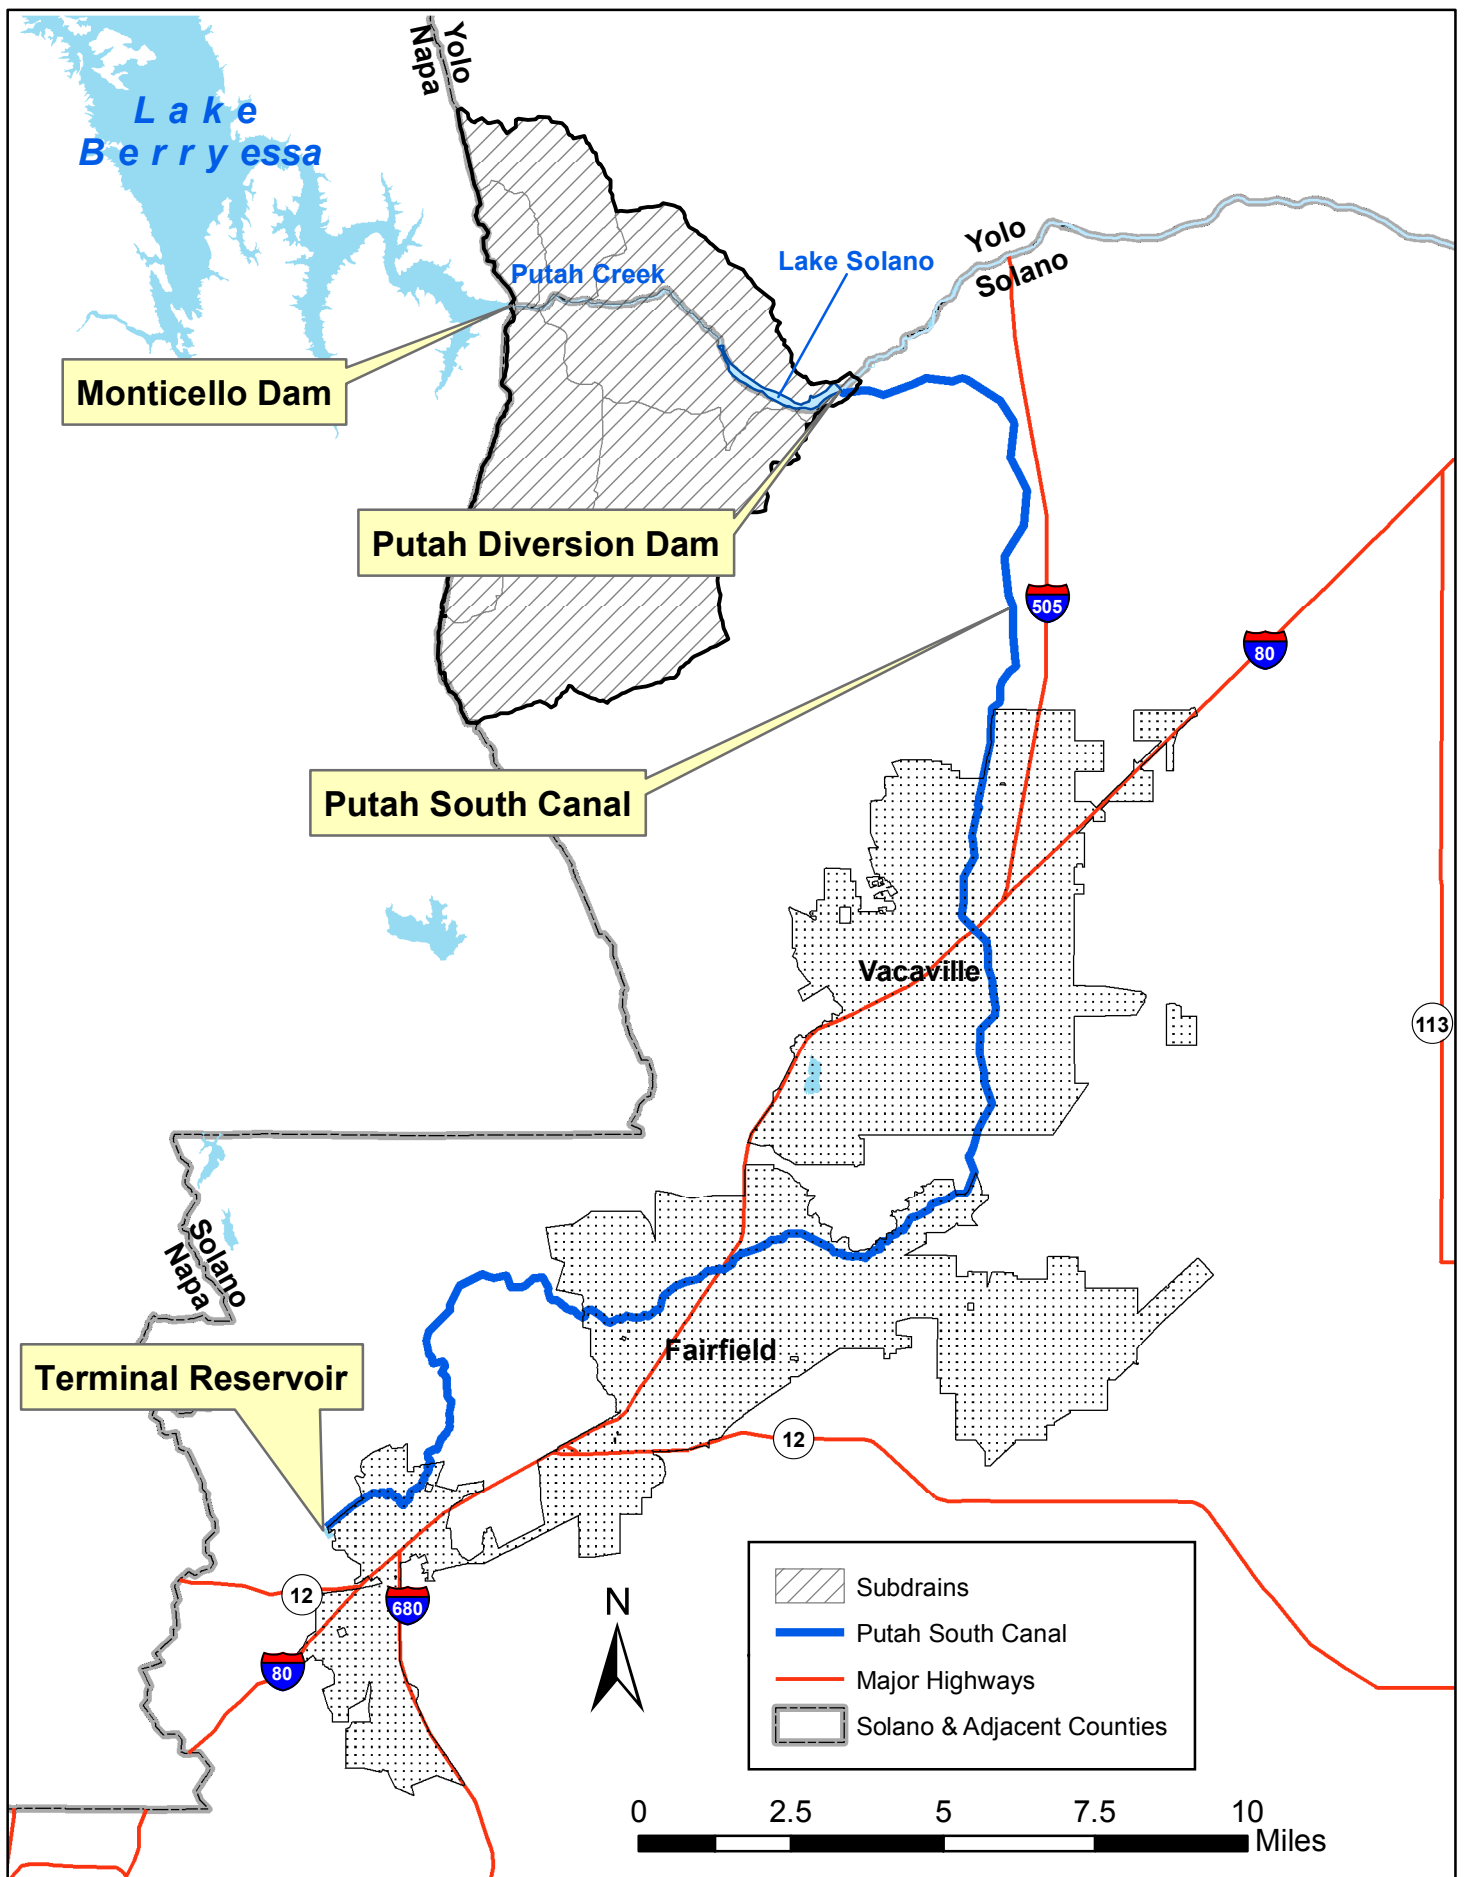 Yolo
Napa
Lake
Berryessa
Yolo
Solano
Lake Solano
Putah Creek
Monticello Dam
Putah Diversion Dam
505
80
Putah South Canal
Vacaville
113
Solano
Napa
Fairfield
Terminal Reservoir
12
12
680
80
N
Subdrains
Putah South Canal
Major Highways
Solano & Adjacent Counties
0 2.5 5 7.5 10
Miles